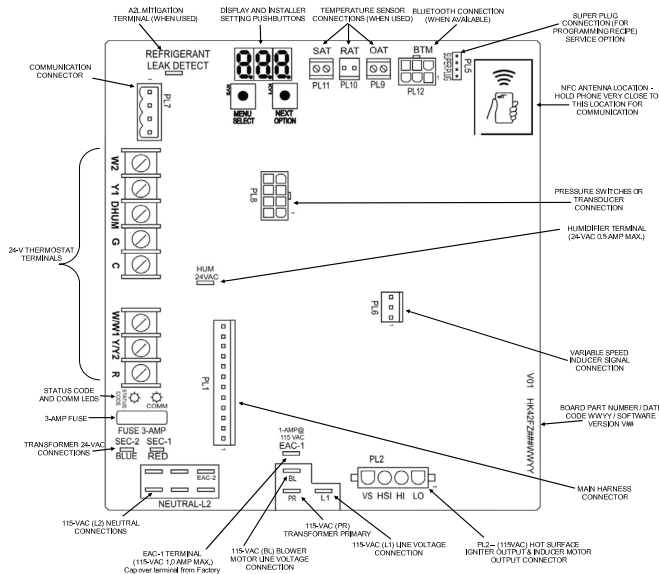 A2L MITIGATION
TERMINAL (WHEN USED)
DISPLAY AND INSTALLER
SETTING PUSHBUTTONS
TEMPERATURE SENSOR
CONNECTIONS (WHEN USED)
BLUETOOTH CONNECTION
(WHEN AVAILABLE)
SUPER PLUG
CONNECTION (FOR
PROGRAMMING RECIPE)
SERVICE OPTION
COMMUNICATION
CONNECTOR
REFRIGERANT
LEAK DETECT
SAT
RAT
OAT
BTM
PL11
PL10
PL9
PL12
PL5
SUPERPLUG
1
PL7
1
MENU
SELECT
NEXT
OPTION
NFC ANTENNA LOCATION -
HOLD PHONE VERY CLOSE TO
THIS LOCATION FOR
COMMUNICATION
W2
Y1
DHUM
G
C
PL8
1
PRESSURE SWITCHES OR
TRANSDUCER
CONNECTION
24-V THERMOSTAT
TERMINALS
HUM
24VAC
HUMIDIFIER TERMINAL
(24-VAC 0.5 AMP MAX.)
PL6
1
VARIABLE SPEED
INDUCER SIGNAL
CONNECTION
W/W1
Y/Y2
R
PL1
1
STATUS CODE
AND COMM LEDS
STATUS
CODE
COMM
3-AMP FUSE
FUSE 3-AMP
V01 HK42FZ###WWYY
BOARD PART NUMBER / DATE
CODE WWYY / SOFTWARE
VERSION V##
TRANSFORMER 24-VAC
CONNECTIONS
SEC-2
SEC-1
BLUE
RED
1-AMP@
115 VAC
EAC-1
BL
PR
L1
EAC-2
NEUTRAL-L2
PL2
1
VS
HSI
HI
LO
MAIN HARNESS
CONNECTOR
115-VAC (L2) NEUTRAL
CONNECTIONS
EAC-1 TERMINAL
(115-VAC 1.0 AMP MAX.)
Cap over terminal from Factory
115-VAC (BL) BLOWER
MOTOR LINE VOLTAGE
CONNECTION
115-VAC (PR)
TRANSFORMER PRIMARY
115-VAC (L1) LINE VOLTAGE
CONNECTION
PL2 – (115VAC) HOT SURFACE
IGNITER OUTPUT & INDUCER MOTOR
OUTPUT CONNECTOR